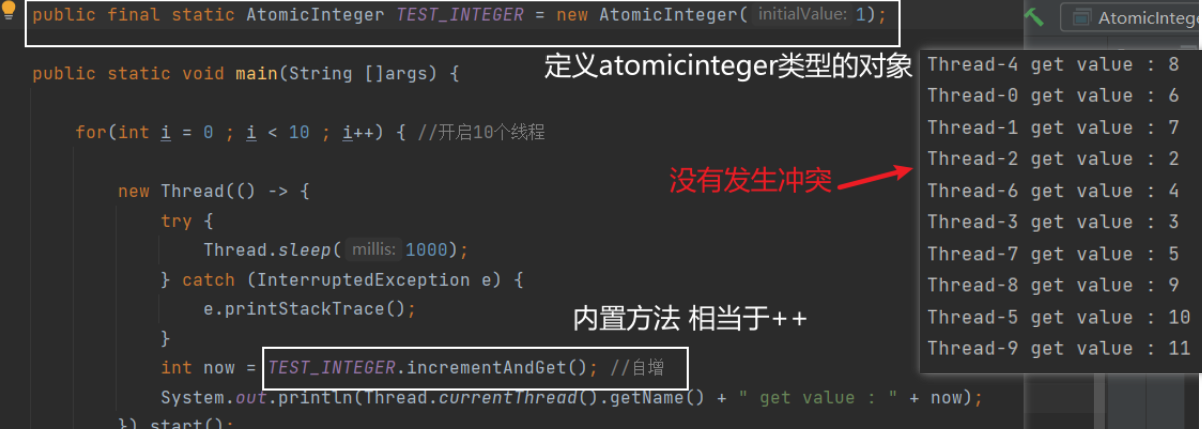 public final static AtomicInteger TEST_INTEGER = new AtomicInteger( initialValue: 1);
AtomicInteg
定义atomicinteger类型的对象
public static void main(String []args) {
for(int i = 0 ; i < 10 ; i++) { //开启10个线程
new Thread(() -> {
try {
Thread.sleep( millis: 1000);
} catch (InterruptedException e) {
e.printStackTrace();
}
内置方法 相当于++
int now = TEST_INTEGER.incrementAndGet(); //自增
System.out.println(Thread.currentThread().getName() + " get value : " + now);
}).start();
没有发生冲突
Thread-4 get value : 8
Thread-0 get value : 6
Thread-1 get value : 7
Thread-2 get value : 2
Thread-6 get value : 4
Thread-3 get value : 3
Thread-7 get value : 5
Thread-8 get value : 9
Thread-5 get value : 10
Thread-9 get value : 11